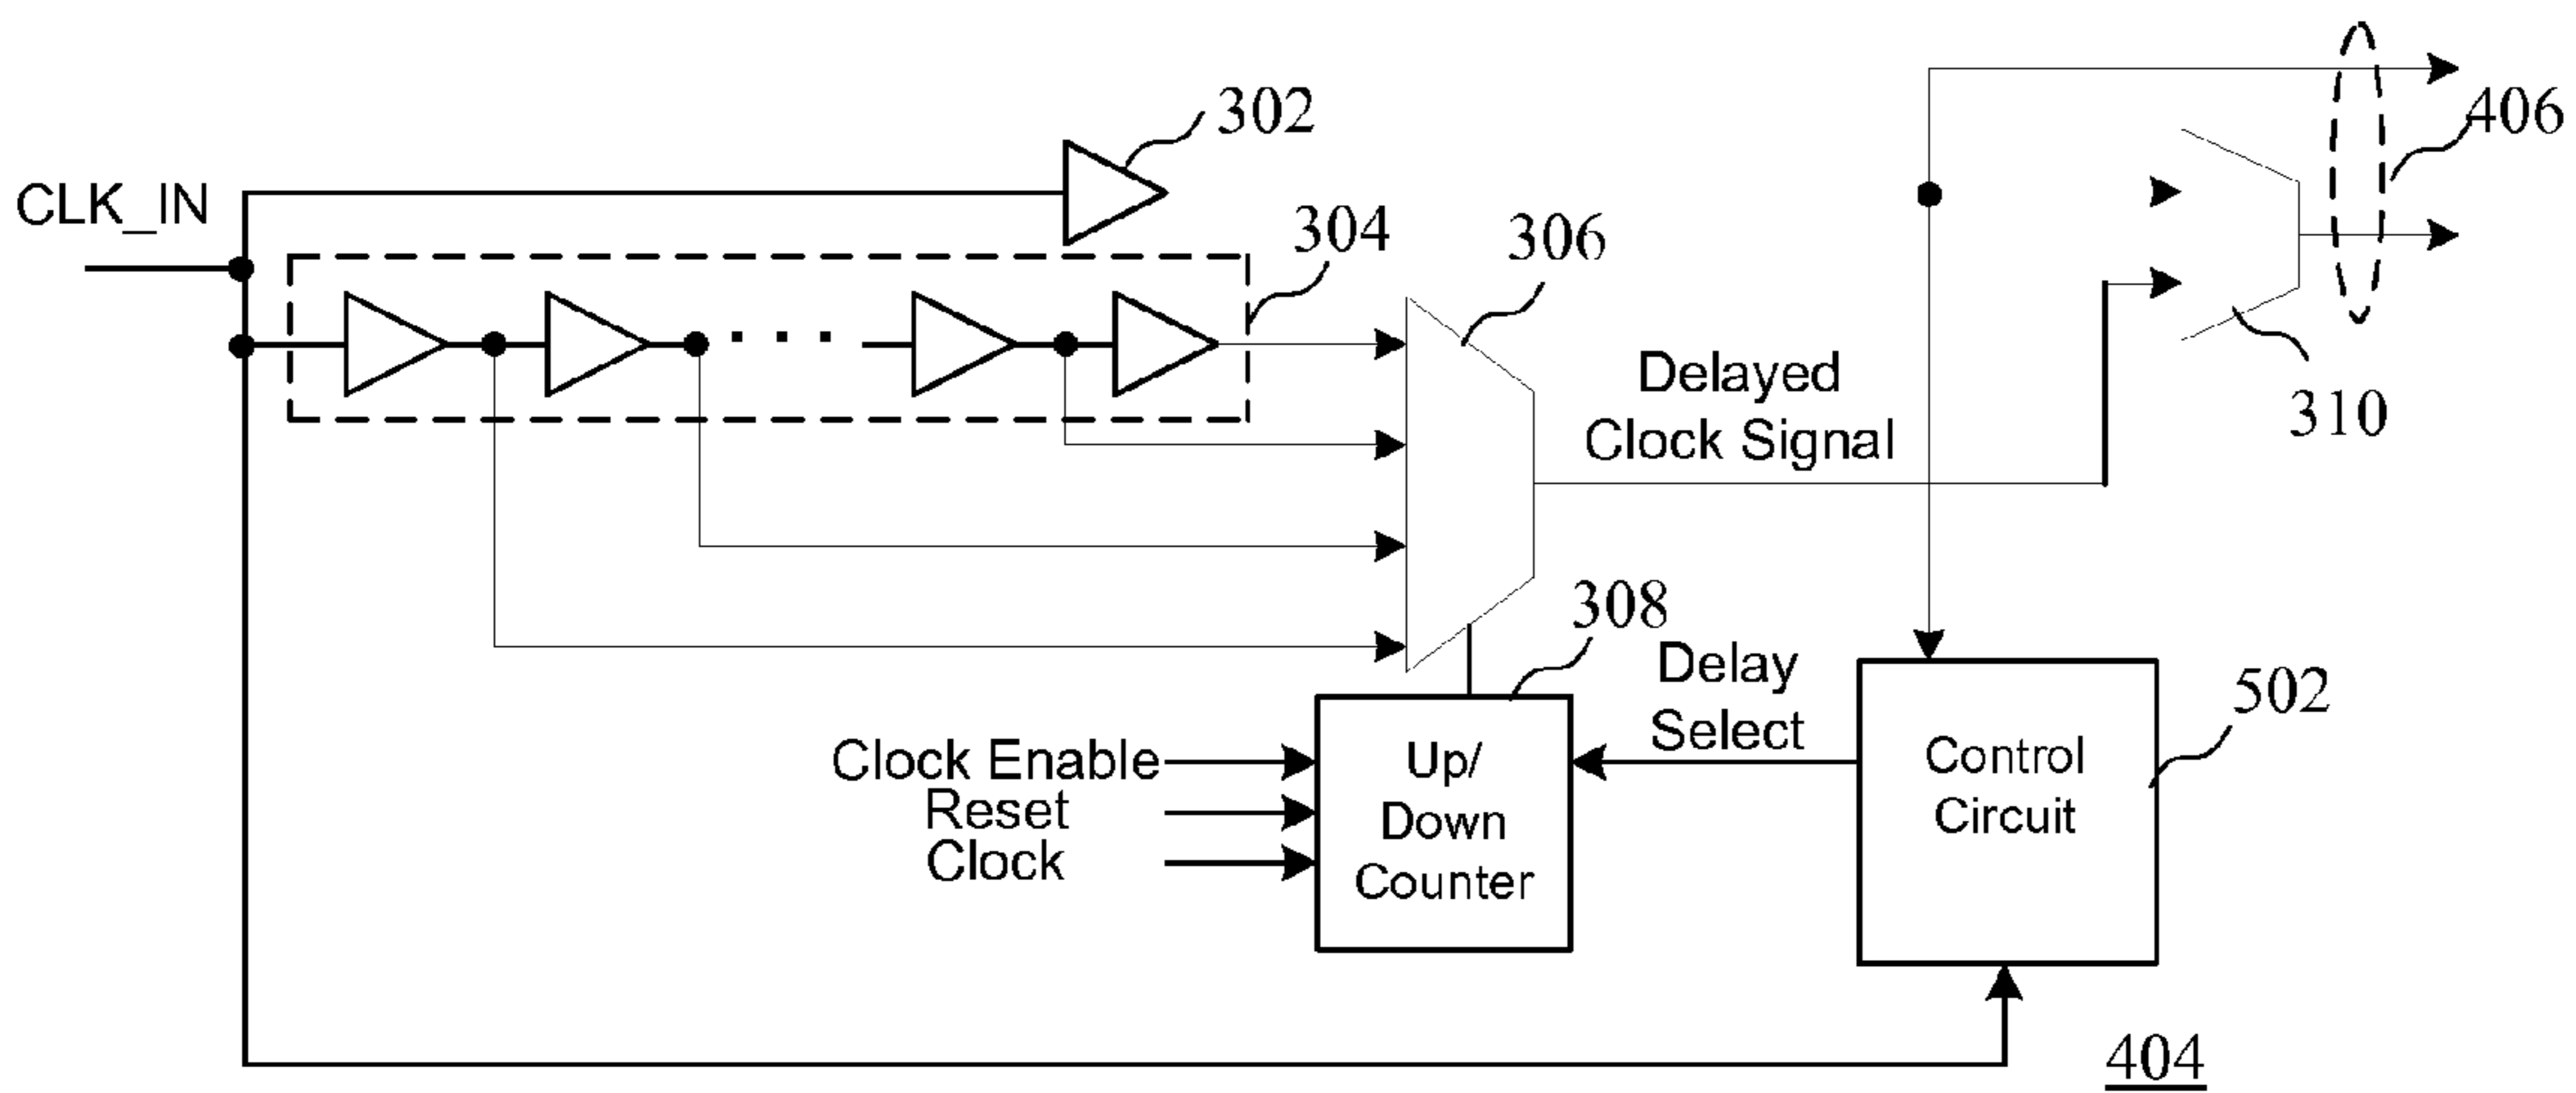 302
406
CLK_IN
304
306
Delayed
Clock Signal
310
308
Delay
Select
502
Clock Enable
Reset
Clock
Up/
Down
Counter
Control
Circuit
404